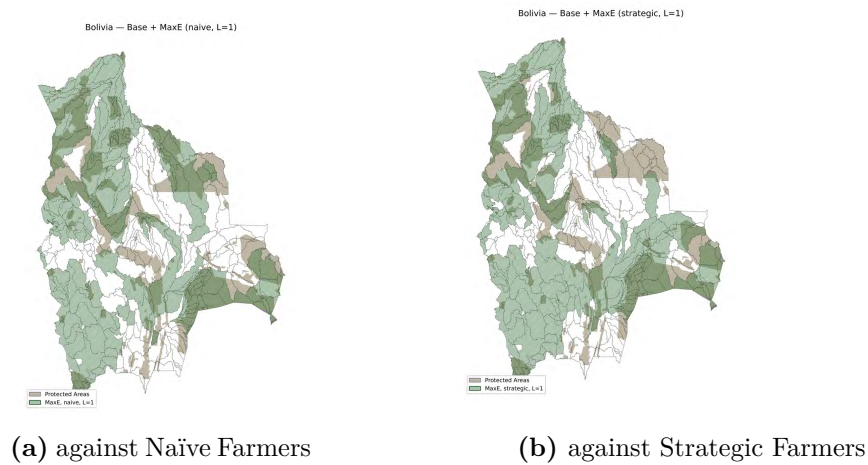 Bolivia — Base + MaxE (naive, L=1)
Protected Areas
MaxE, naive, L=1
(a) against Naïve Farmers
Bolivia — Base + MaxE (strategic, L=1)
Protected Areas
MaxE, strategic, L=1
(b) against Strategic Farmers